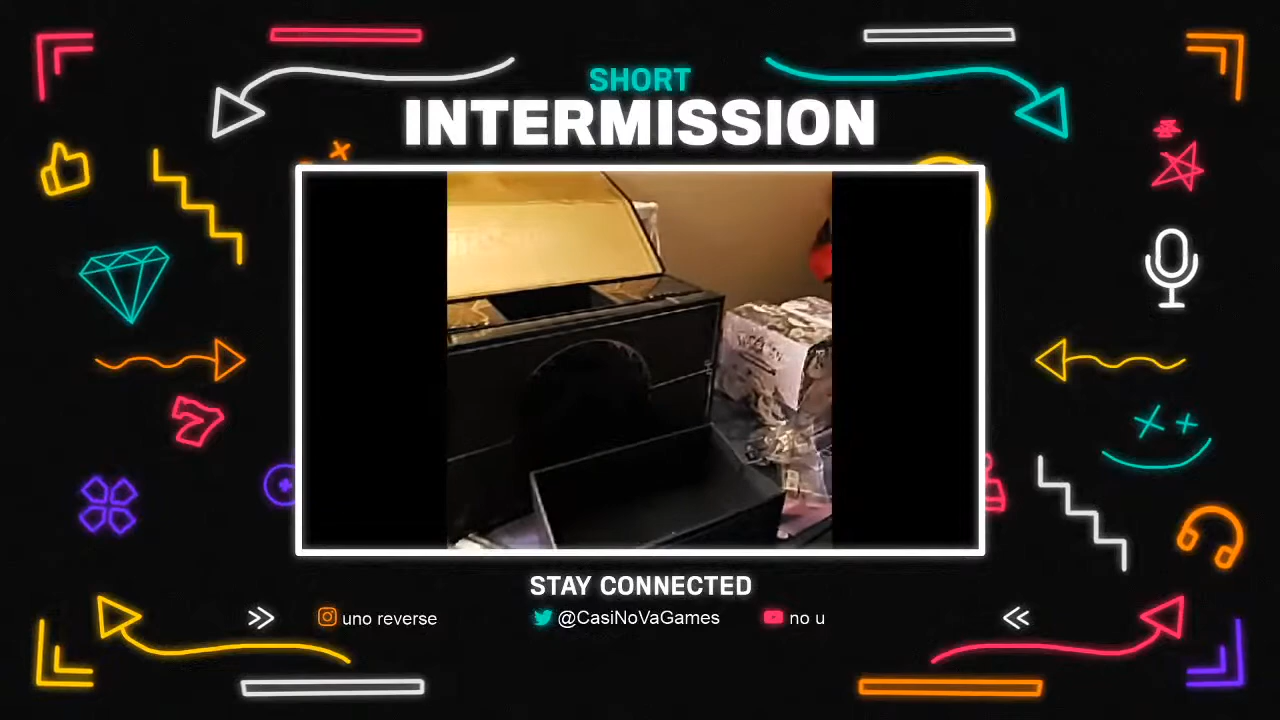 SHORT
INTERMISSION
STAY CONNECTED
uno reverse
@CasiNoVaGames
no u